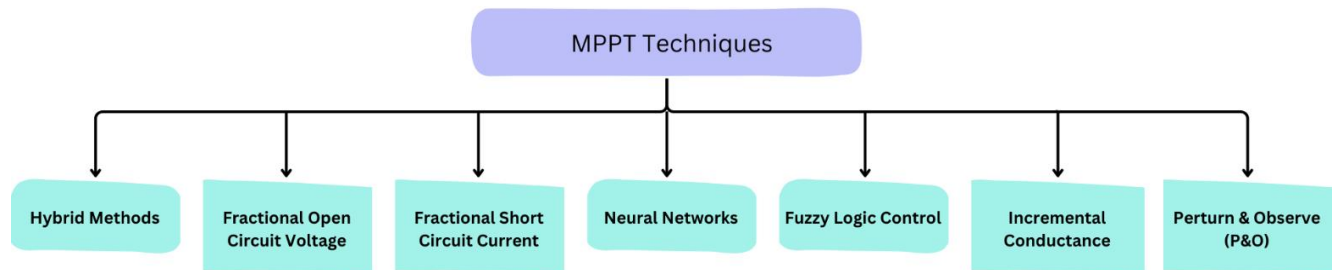 MPPT Techniques
Hybrid Methods
Fractional Open
Circuit Voltage
Fractional Short
Circuit Current
Neural Networks
Fuzzy Logic Control
Incremental
Conductance
Perturn & Observe
(P&O)